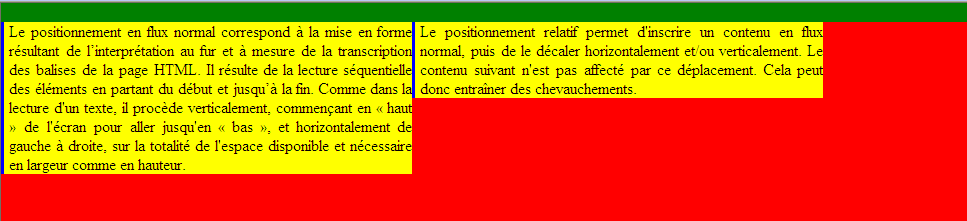 Le positionnement en flux normal correspond à la mise en forme
résultant de l’interprétation au fur et à mesure de la transcription
des balises de la page HTML. Il résulte de la lecture séquentielle
des éléments en partant du début et jusqu’à la fin. Comme dans la
lecture d'un texte, il procède verticalement, commençant en « haut
» de l'écran pour aller jusqu'en « bas », et horizontalement de
gauche à droite, sur la totalité de l'espace disponible et nécessaire
en largeur comme en hauteur.
Le positionnement relatif permet d'inscrire un contenu en flux
normal, puis de le décaler horizontalement et/ou verticalement. Le
contenu suivant n'est pas affecté par ce déplacement. Cela peut
donc entraîner des chevauchements.